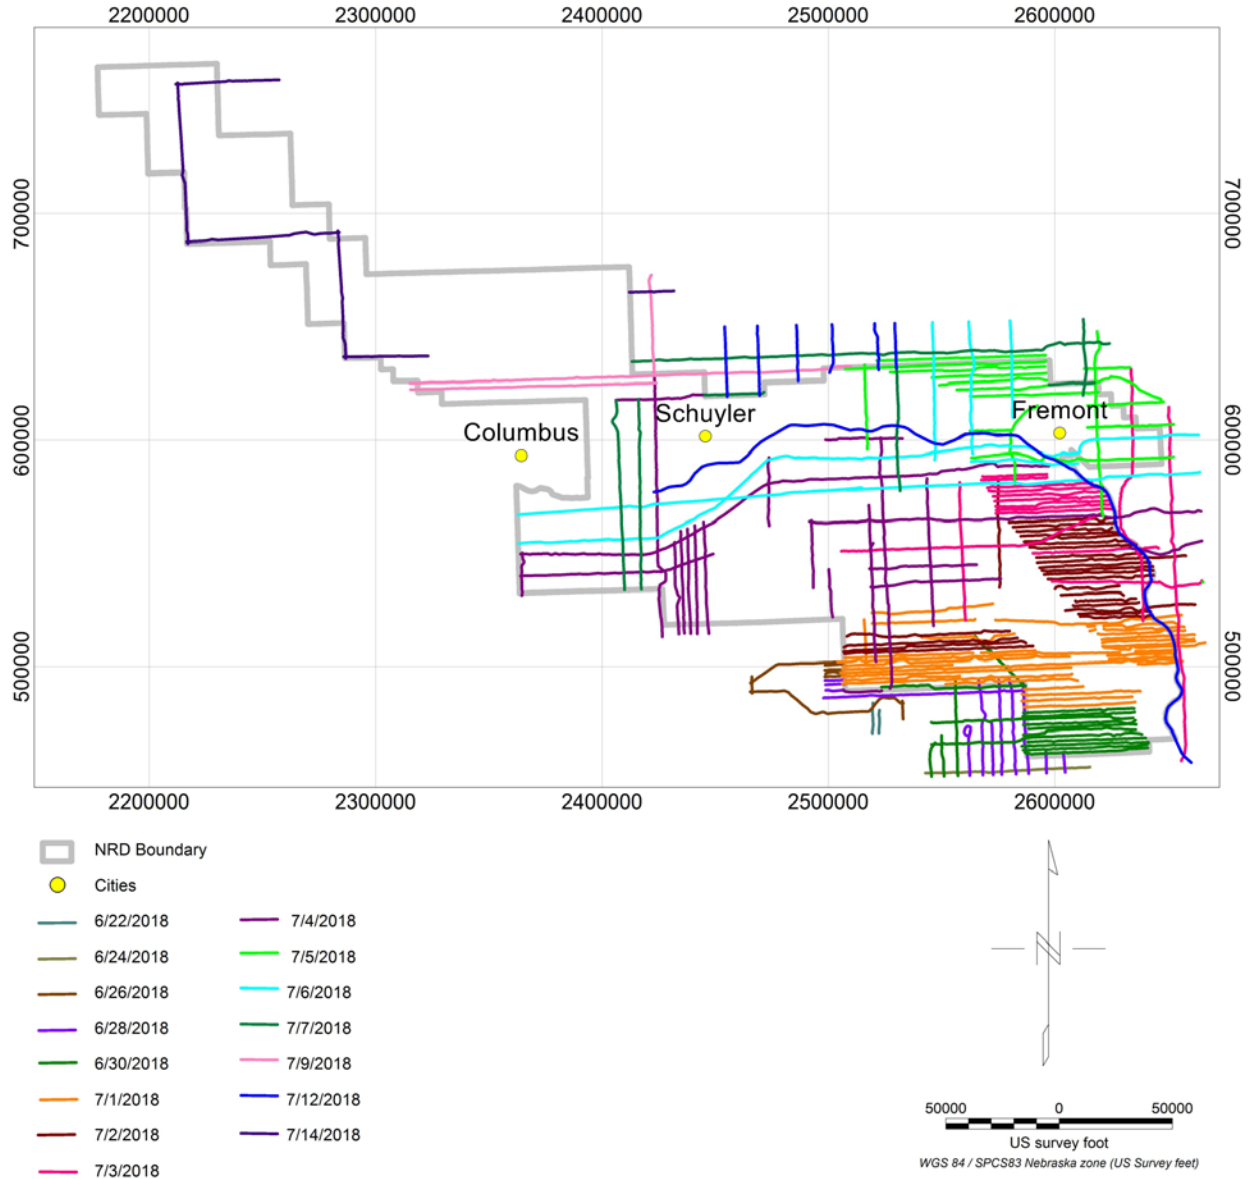 2200000 2300000 2400000 2500000 2600000
700000 700000
600000 600000
500000 500000
Schuyler
Fremont
Columbus
2200000 2300000 2400000 2500000 2600000
NRD Boundary
Cities
6/22/2018 7/4/2018
6/24/2018 7/5/2018
6/26/2018 7/6/2018
6/28/2018 7/7/2018
6/30/2018 7/9/2018
7/1/2018 7/12/2018
7/2/2018 7/14/2018
7/3/2018
N
50000 0 50000
US survey foot
WGS 84 / SPCS83 Nebraska zone (US Survey feet)